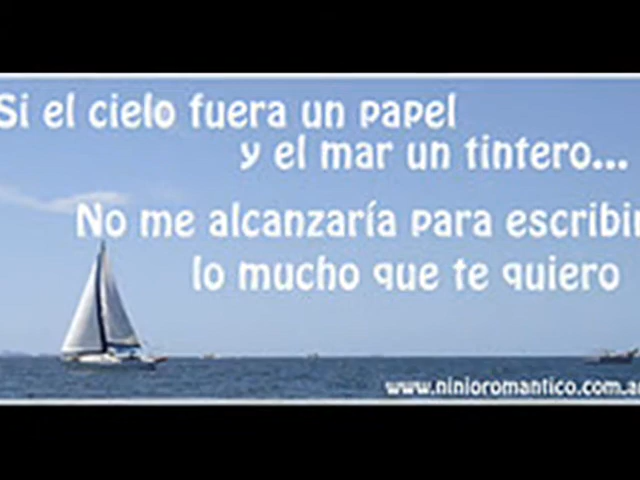 Si el cielo fuera un papel
y el mar un tintero...
No me alcanzaría para escribir
lo mucho que te quiero
www.ninioromantico.com.ar